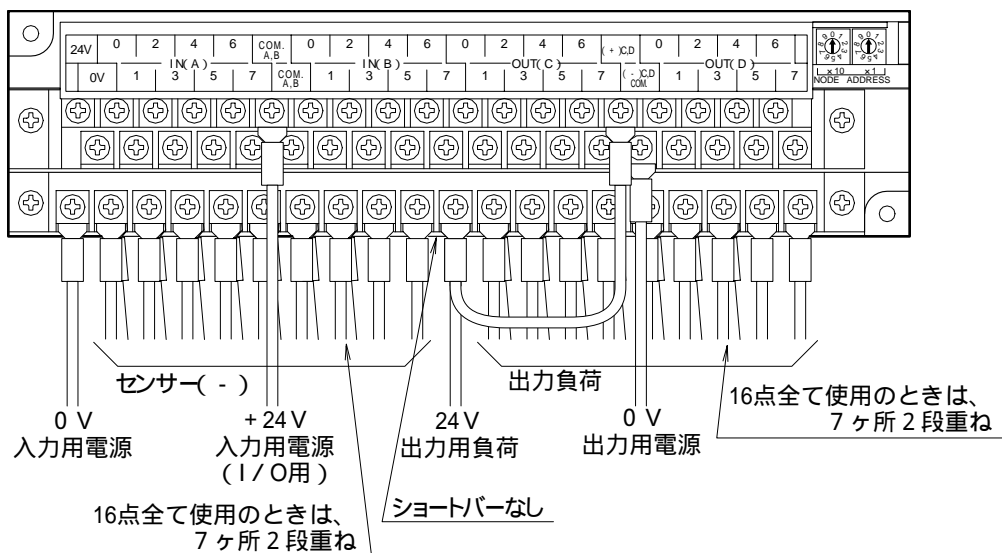 24V 0 2 4 6 COM. A,B 0 2 4 6 0 2 4 6 (+)C,D 0 2 4 6
IN(A) IN(B) OUT(C) OUT(D)
0V 1 3 5 7 COM. A,B 1 3 5 7 1 3 5 7 (-)C,D COM. 1 3 5 7
x10 x1
NODE ADDRESS
センサー(-)
出力負荷
16点全て使用のときは、
7ヶ所2段重ね
0V
入力用電源
+24V
入力用電源
(I/O用)
24V
出力用負荷
0V
出力用電源
ショートバーなし
16点全て使用のときは、
7ヶ所2段重ね